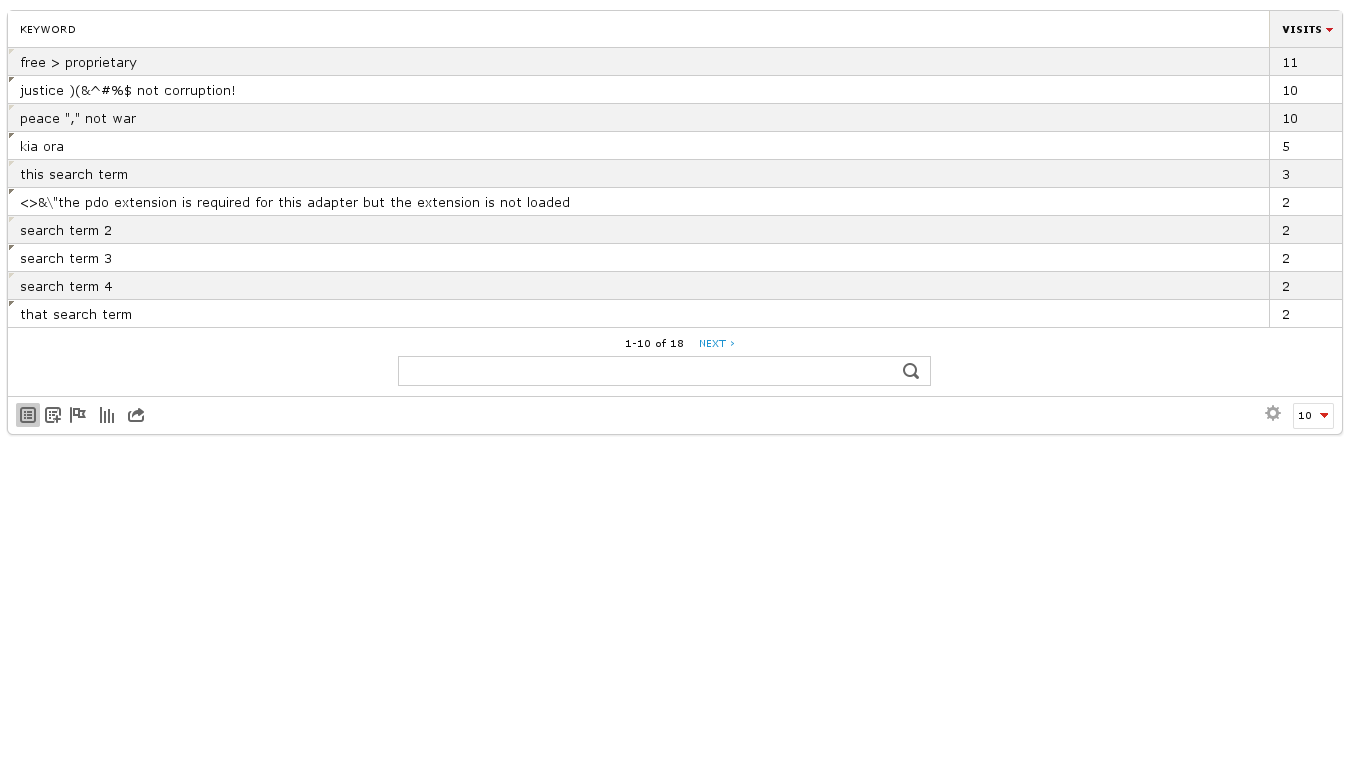 KEYWORD VISITS
free > proprietary 11
justice )(&^#%$ not corruption! 10
peace "," not war 10
kia ora 5
this search term 3
<>&\"the pdo extension is required for this adapter but the extension is not loaded 2
search term 2 2
search term 3 2
search term 4 2
that search term 2
1-10 of 18 NEXT ›
10